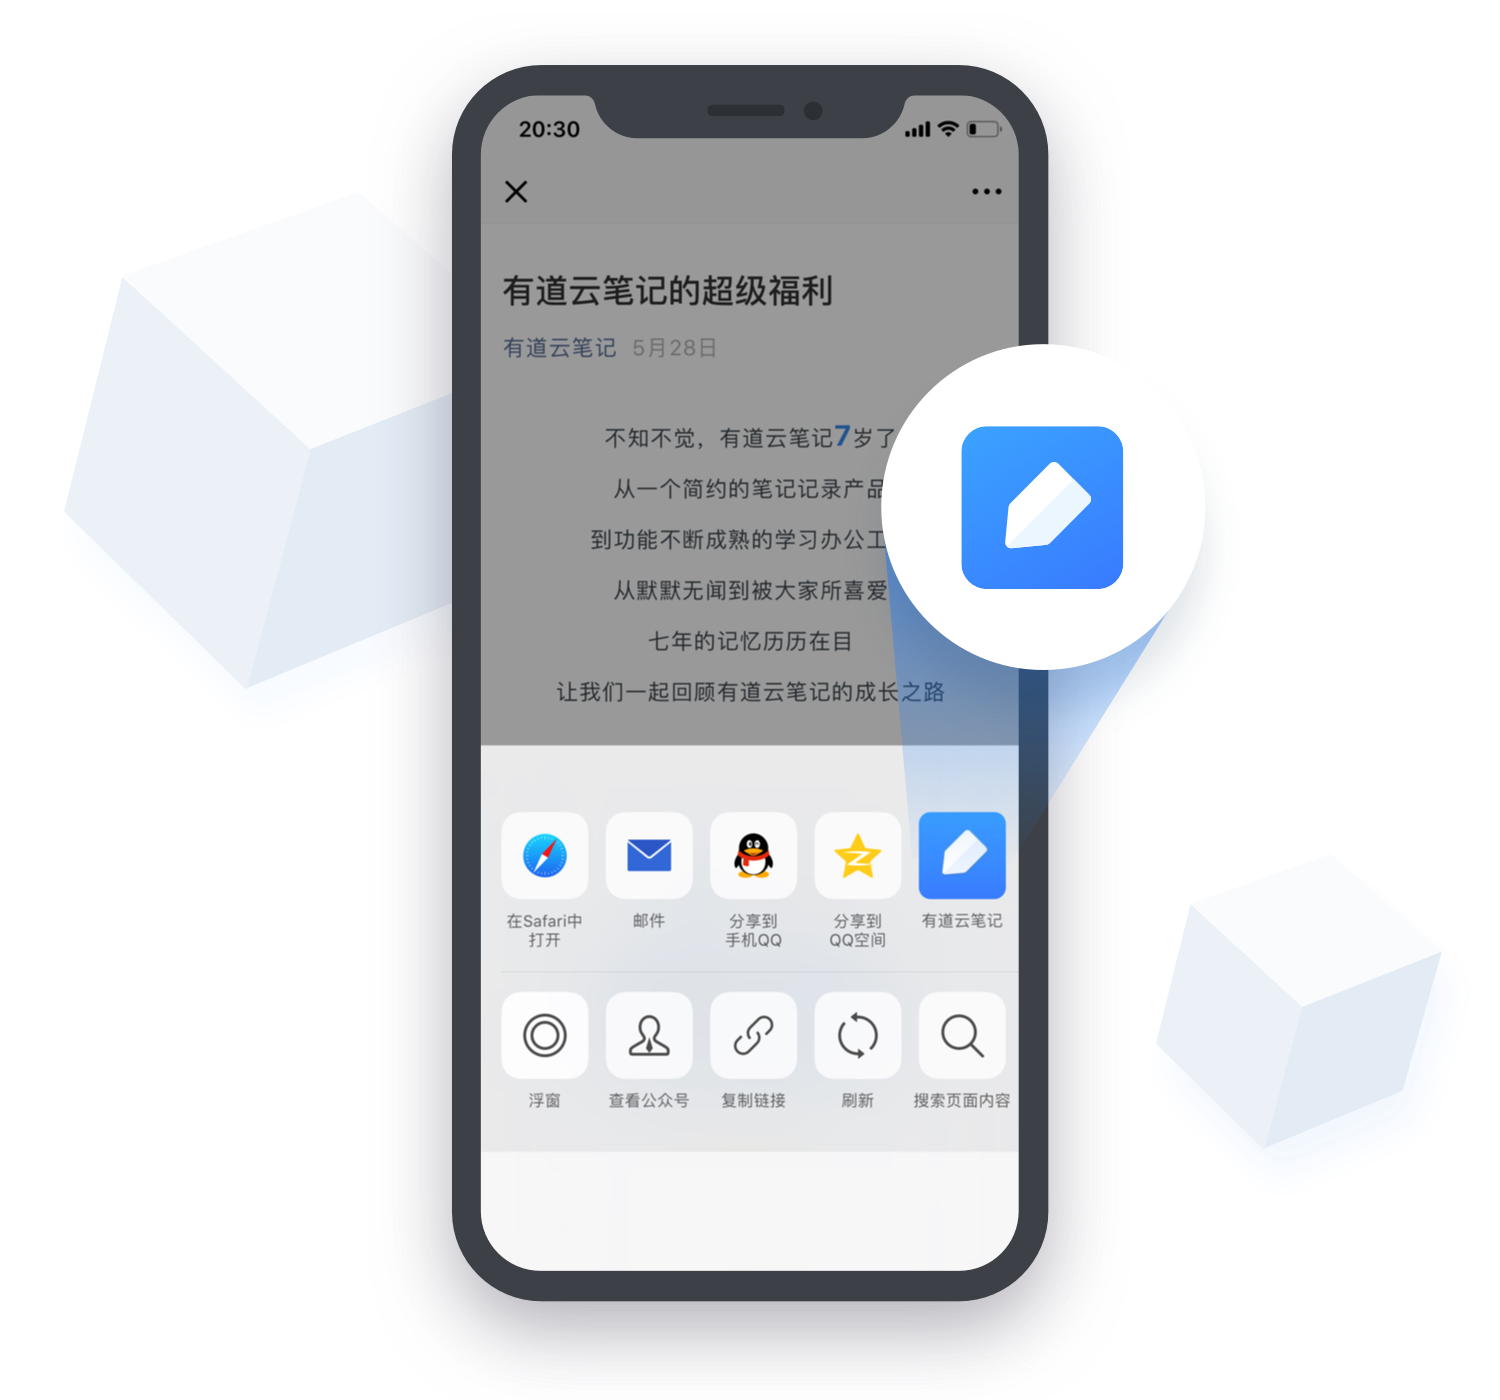 20:30
有道云笔记的超级福利
有道云笔记 5月28日
不知不觉，有道云笔记7岁了
从一个简约的笔记记录产品
到功能不断成熟的学习办公工
从默默无闻到被大家所喜爱
七年的记忆历历在目
让我们一起回顾有道云笔记的成长之路
在Safari中
打开
邮件
分享到
手机QQ
分享到
QQ空间
有道云笔记
浮窗
查看公众号
复制链接
刷新
搜索页面内容